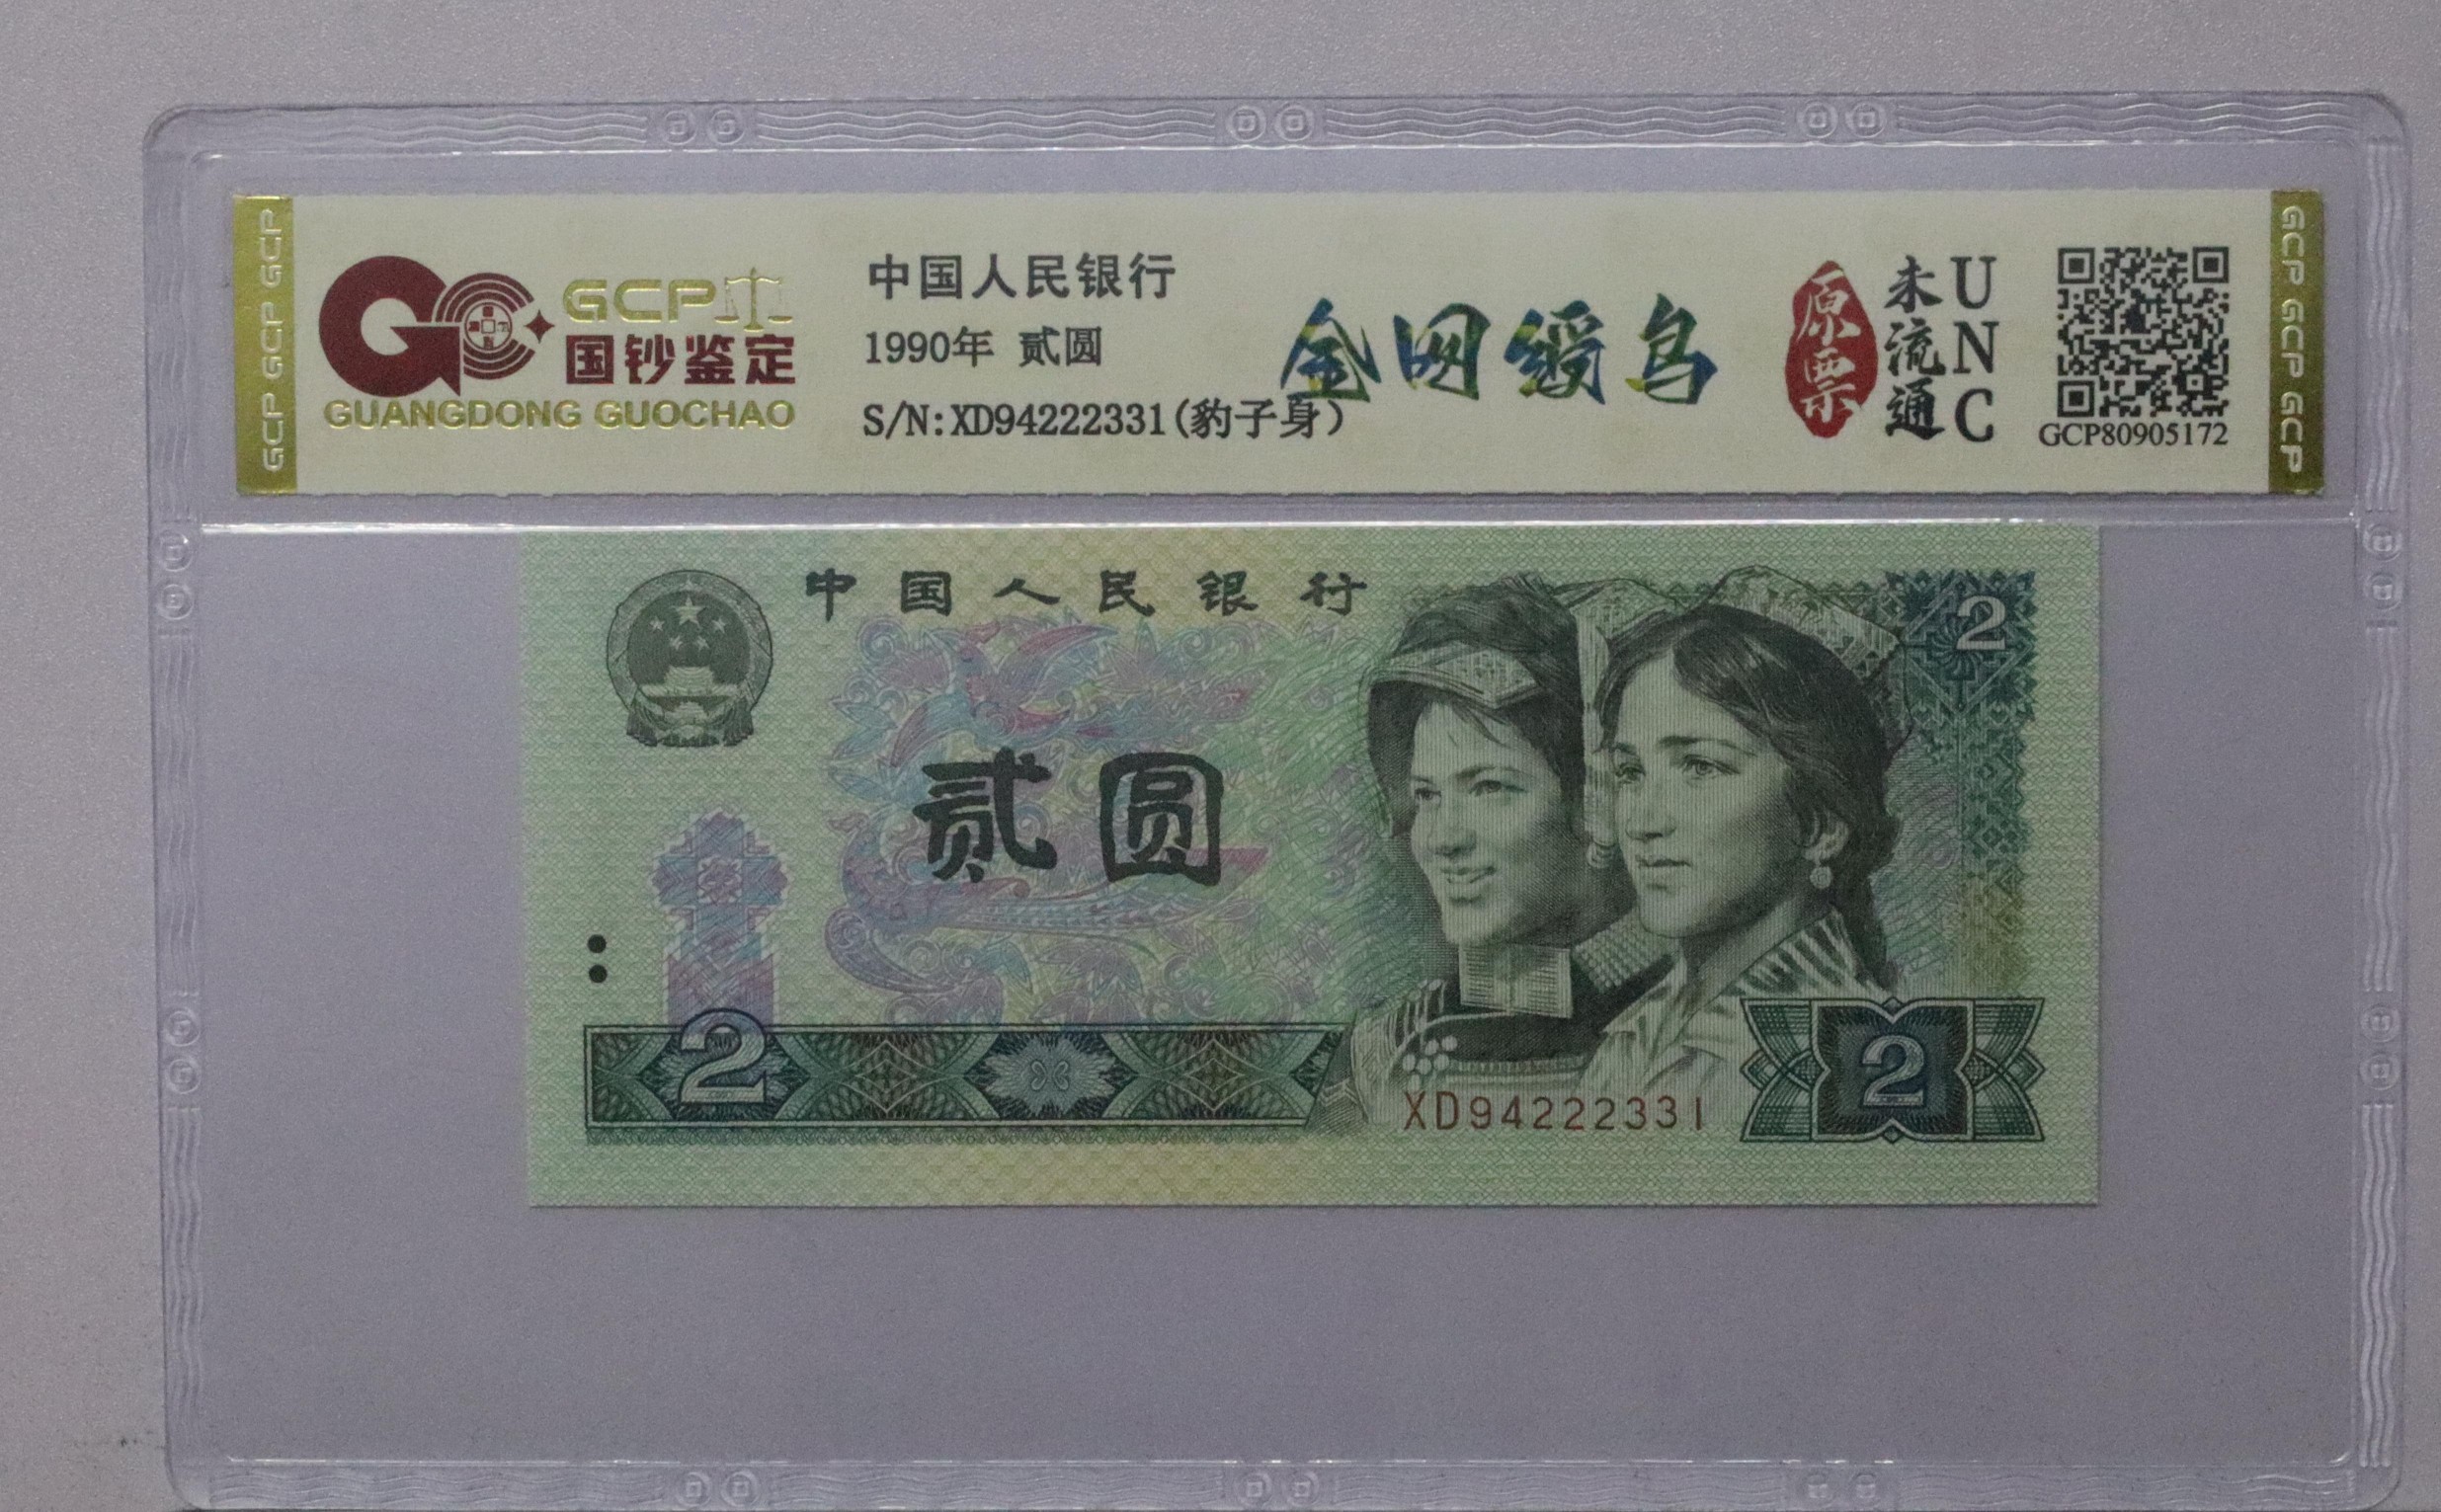 GCP GCP GCP
GCP
国钞鉴定
GUANGDONG GUOCHAO
中国人民银行
1990年 贰圆
S/N:XD94222331(豹子身)
金网绶鸟
原票
未流通
UNC
GCP80905172
GCP GCP GCP
中国人民银行
2
贰圆
2
2
XD94222331